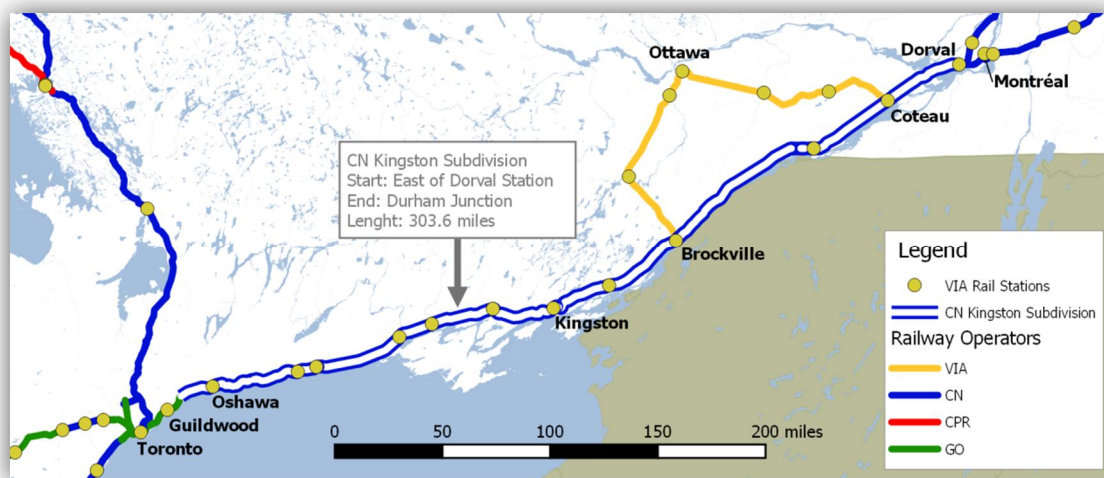 Ottawa
Dorval
Montréal
Coteau
CN Kingston Subdivision
Start: East of Dorval Station
End: Durham Junction
Lenght: 303.6 miles
Brockville
Kingston
Oshawa
Guildwood
Toronto
0 50 100 150 200 miles
Legend
VIA Rail Stations
CN Kingston Subdivision
Railway Operators
VIA
CN
CPR
GO